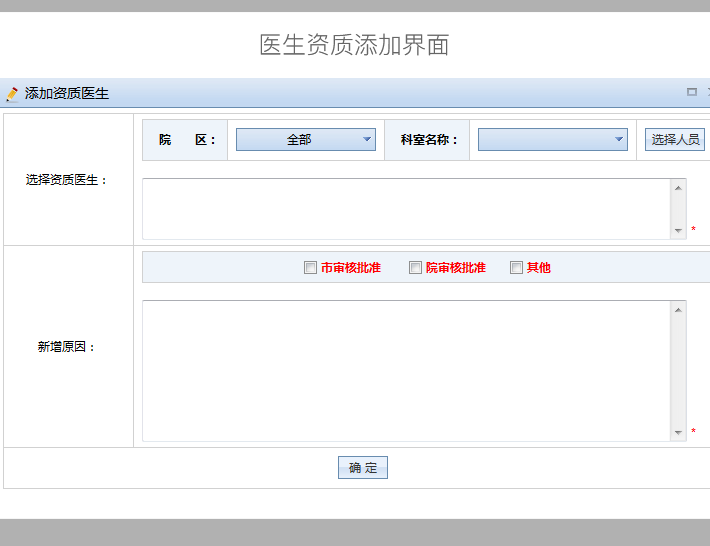 医生资质添加界面
添加资质医生
院 区： 全部 科室名称： 选择人员
选择资质医生：
*
市审核批准 院审核批准 其他
新增原因：
*
确 定